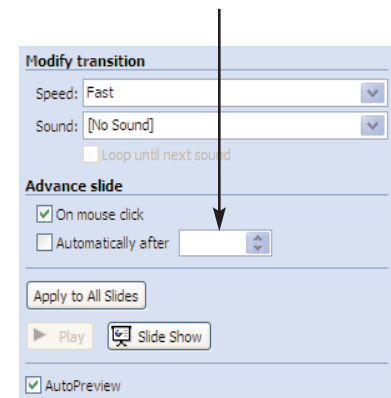 Modify transition
Speed: Fast
Sound: [No Sound]
Loop until next sound
Advance slide
On mouse click
Automatically after
Apply to All Slides
Play Slide Show
AutoPreview